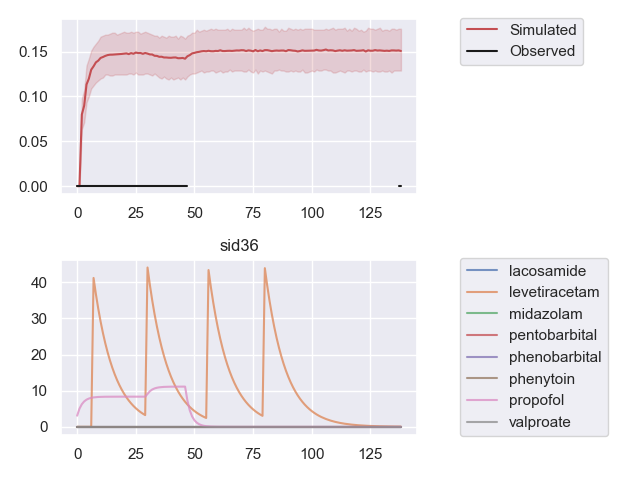 0.15
0.10
0.05
0.00
0 25 50 75 100 125
Simulated
Observed
sid36
40
30
20
10
0
0 25 50 75 100 125
lacosamide
levetiracetam
midazolam
pentobarbital
phenobarbital
phenytoin
propofol
valproate